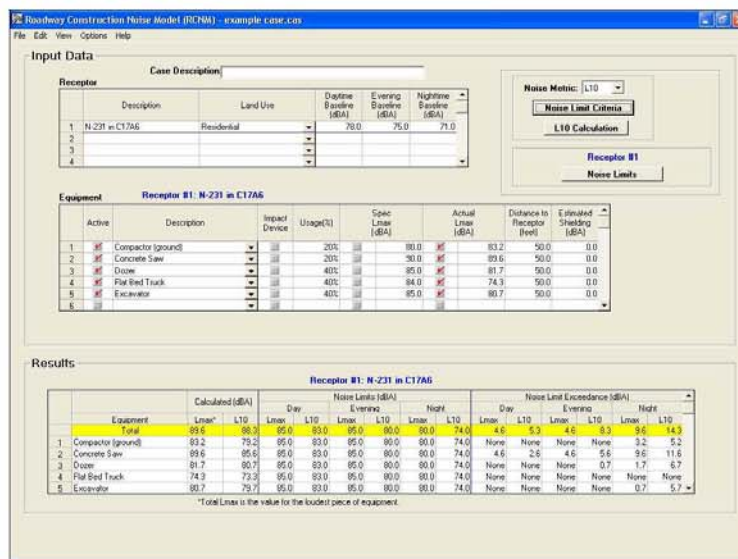 Roadway Construction Noise Model (RCNM) - example case.cas
File Edit View Options Help
Input Data
Case Description
Receptor
Description Land Use Daytime Baseline (dBA) Evening Baseline (dBA) Nighttime Baseline (dBA)
1 N-231 in C17A6 Residential 78.0 75.0 71.0
2
3
4
Noise Metric: L10
Noise Limit Criteria
L10 Calculation
Receptor #1
Noise Limits
Equipment Receptor #1: N-231 in C17A6
Active Description Impact Device Usage(%) Spec Lmax (dBA) Actual Lmax (dBA) Distance to Receptor (feet) Estimated Shielding (dBA)
1 Compactor (ground) 20% 80.0 83.2 50.0 0.0
2 Concrete Saw 20% 90.0 89.6 50.0 0.0
3 Dozer 40% 85.0 81.7 50.0 0.0
4 Flat Bed Truck 40% 84.0 74.3 50.0 0.0
5 Excavator 40% 85.0 80.7 50.0 0.0
6
Results
Receptor #1: N-231 in C17A6
Calculated (dBA) Noise Limits (dBA) Noise Limit Exceedance (dBA)
Day Evening Night Day Evening Night
Equipment Lmax* L10 Lmax L10 Lmax L10 Lmax L10 Lmax L10 Lmax L10 Lmax L10
Total 89.6 88.3 85.0 83.0 85.0 80.0 80.0 74.0 4.6 5.3 4.6 8.3 9.6 14.3
1 Compactor (ground) 83.2 79.2 85.0 83.0 85.0 80.0 80.0 74.0 None None None None 3.2 5.2
2 Concrete Saw 89.6 85.6 85.0 83.0 85.0 80.0 80.0 74.0 4.6 2.6 4.6 5.6 9.6 11.6
3 Dozer 81.7 80.7 85.0 83.0 85.0 80.0 80.0 74.0 None None None 0.7 1.7 6.7
4 Flat Bed Truck 74.3 73.3 85.0 83.0 85.0 80.0 80.0 74.0 None None None None None None
5 Excavator 80.7 79.7 85.0 83.0 85.0 80.0 80.0 74.0 None None None None 0.7 5.7
*Total Lmax is the value for the loudest piece of equipment.